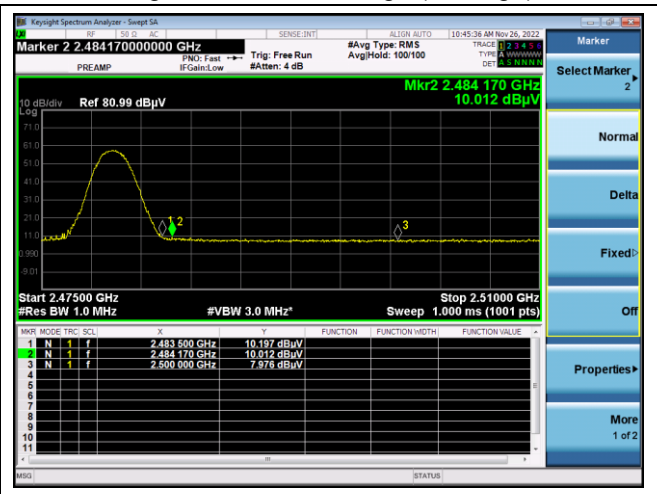 Keysight Spectrum Analyzer - Swept SA
RF 50 Ω AC SENSE:INT ALIGN AUTO 10:45:36 AM Nov 26, 2022
Marker 2 2.484170000000 GHz
PREAMP
PNO: Fast
IFGain:Low
Trig: Free Run
#Atten: 4 dB
#Avg Type: RMS
Avg|Hold: 100/100
TRACE 1 2 3 4 5 6
TYPE A WWWWW
DET A S N N N N
Mkr2 2.484 170 GHz
10.012 dBµV
10 dB/div Ref 80.99 dBµV
Log
71.0
61.0
51.0
41.0
31.0
21.0
11.0
0.990
-9.01
1 2 3
Start 2.47500 GHz Stop 2.51000 GHz
#Res BW 1.0 MHz #VBW 3.0 MHz* Sweep 1.000 ms (1001 pts)
MKR MODE TRC SCL X Y FUNCTION FUNCTION WIDTH FUNCTION VALUE
1 N 1 f 2.483 500 GHz 10.197 dBuV
2 N 1 f 2.484 170 GHz 10.012 dBuV
3 N 1 f 2.500 000 GHz 7.976 dBuV
4
5
6
7
8
9
10
11
MSG STATUS
Marker
Select Marker
2
Normal
Delta
Fixed
Off
Properties
More
1 of 2